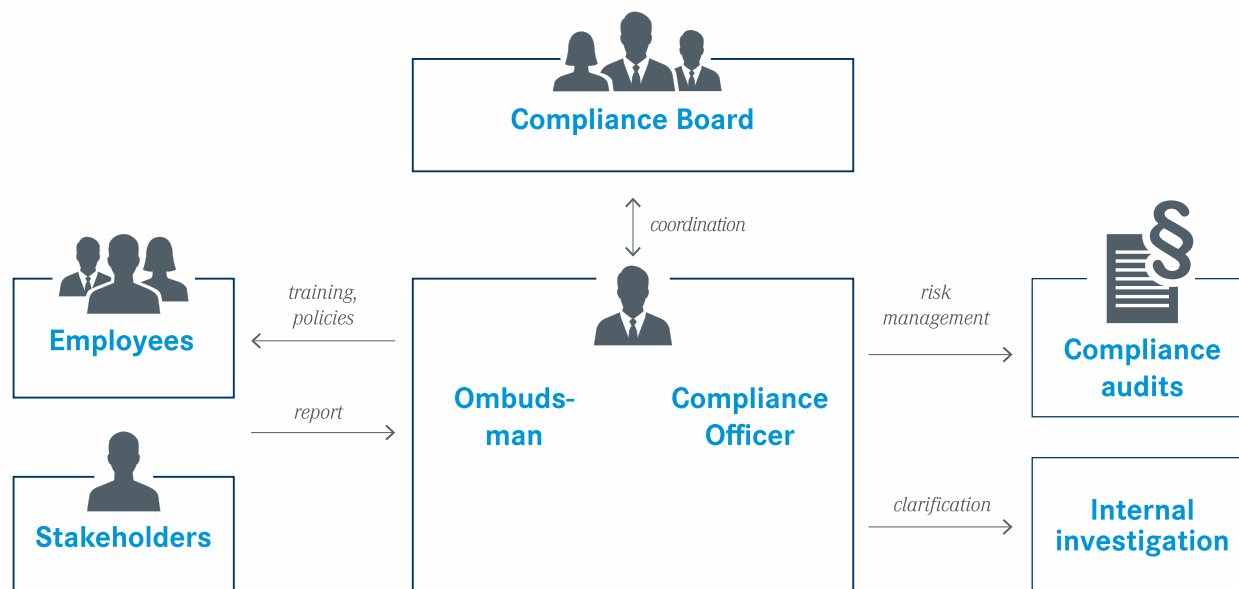 Compliance Board
coordination
training,
policies
Employees
report
Stakeholders
Ombuds-
man
Compliance
Officer
risk
management
§
Compliance
audits
clarification
Internal
investigation